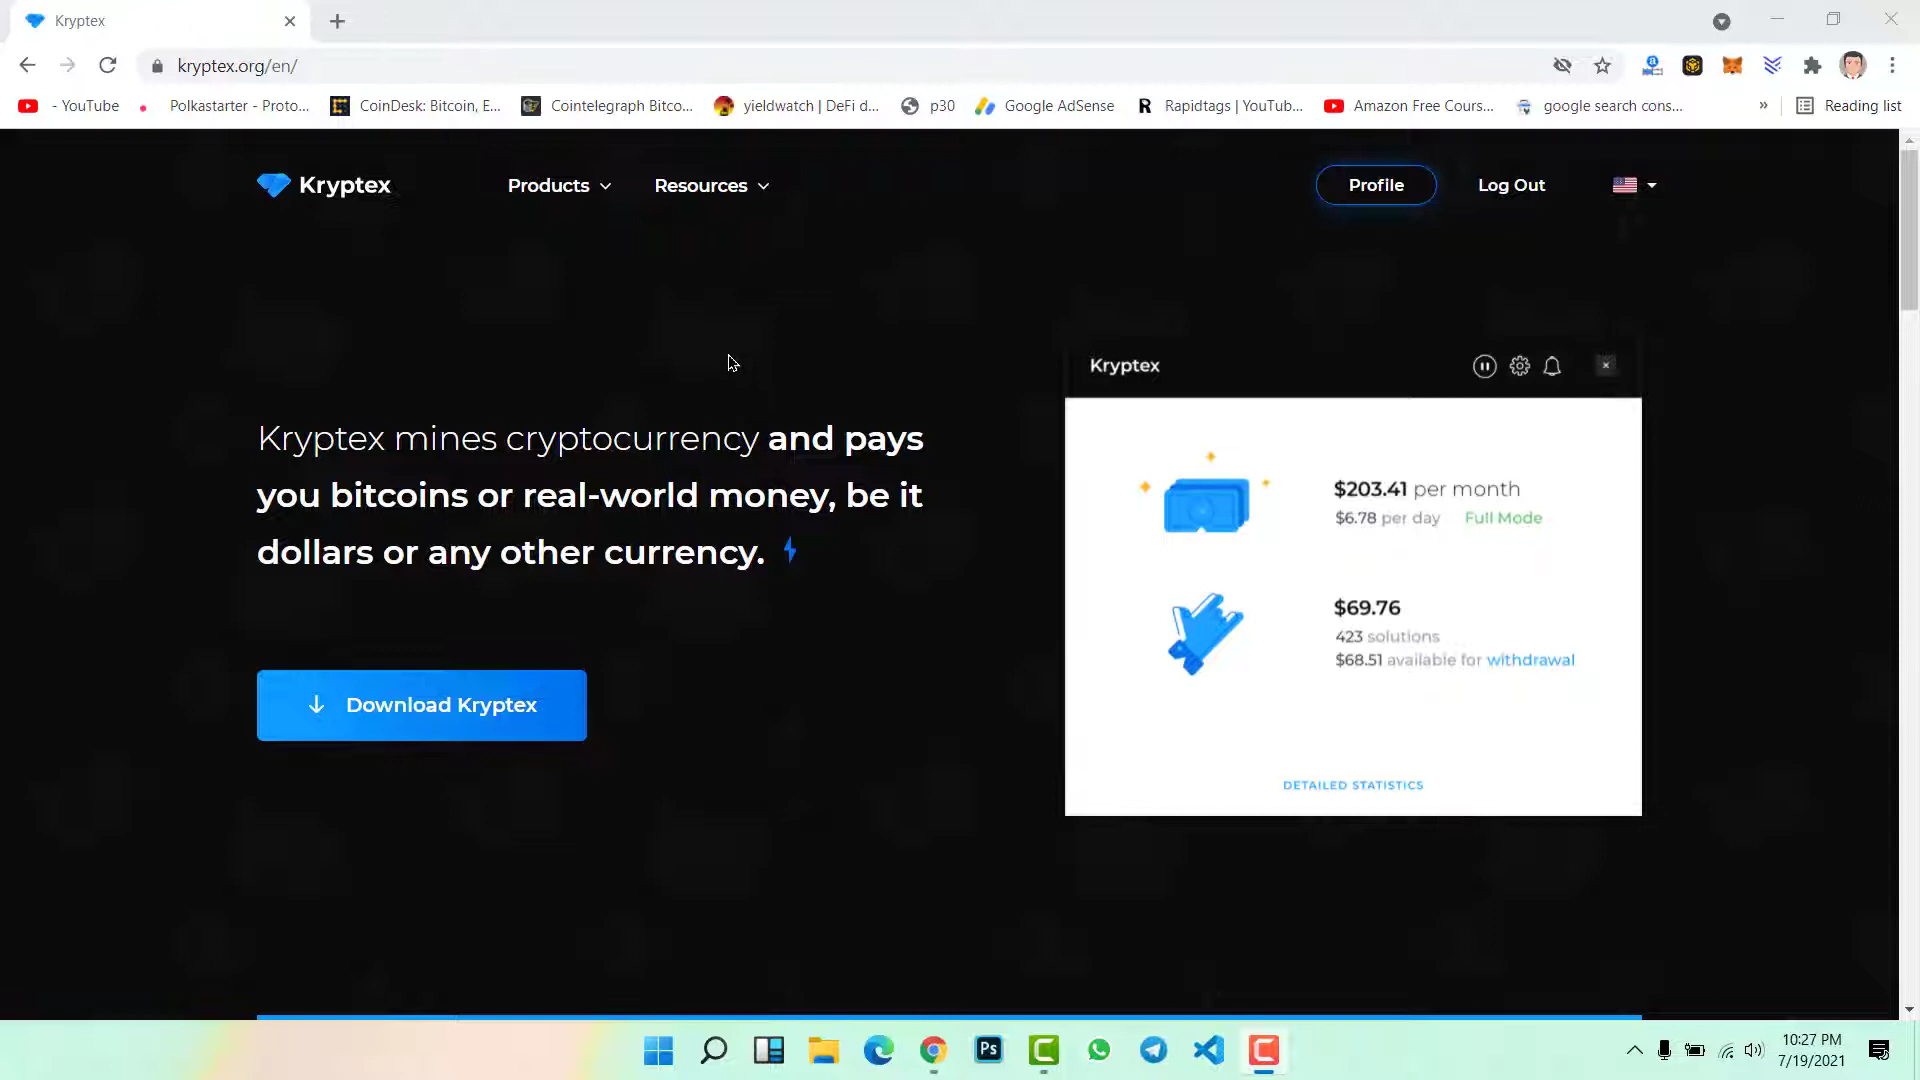 Kryptex
kryptex.org/en/
- YouTube
Polkastarter - Proto...
CoinDesk: Bitcoin, E...
Cointelegraph Bitco...
yieldwatch | DeFi d...
p30
Google AdSense
Rapidtags | YouTub...
Amazon Free Cours...
google search cons...
»
Reading list
Kryptex
Products
Resources
Profile
Log Out
Kryptex mines cryptocurrency and pays
you bitcoins or real-world money, be it
dollars or any other currency.
Download Kryptex
Kryptex
$203.41 per month
$6.78 per day Full Mode
$69.76
423 solutions
$68.51 available for withdrawal
DETAILED STATISTICS
Ps
10:27 PM
7/19/2021